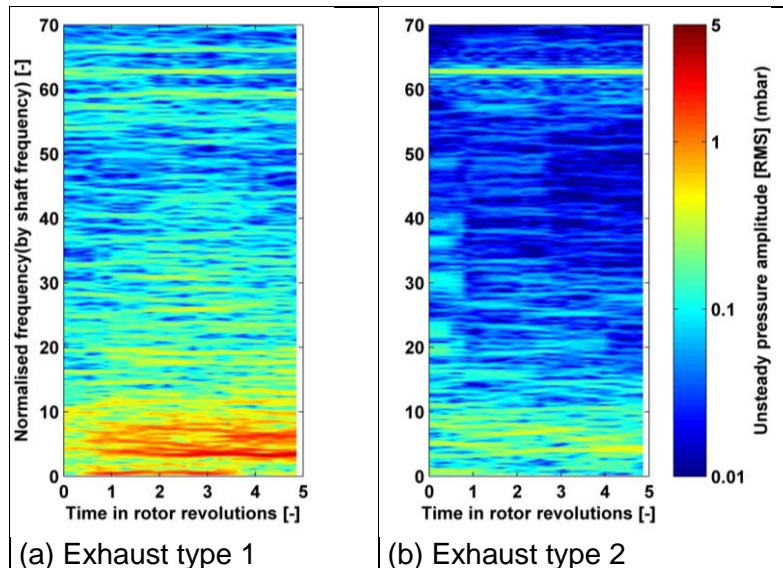 70
60
50
40
30
20
10
0
Normalised frequency(by shaft frequency) [-]
0 1 2 3 4 5
Time in rotor revolutions [-]
(a) Exhaust type 1
70
60
50
40
30
20
10
0
0 1 2 3 4 5
Time in rotor revolutions [-]
(b) Exhaust type 2
5
1
0.1
0.01
Unsteady pressure amplitude [RMS] (mbar)